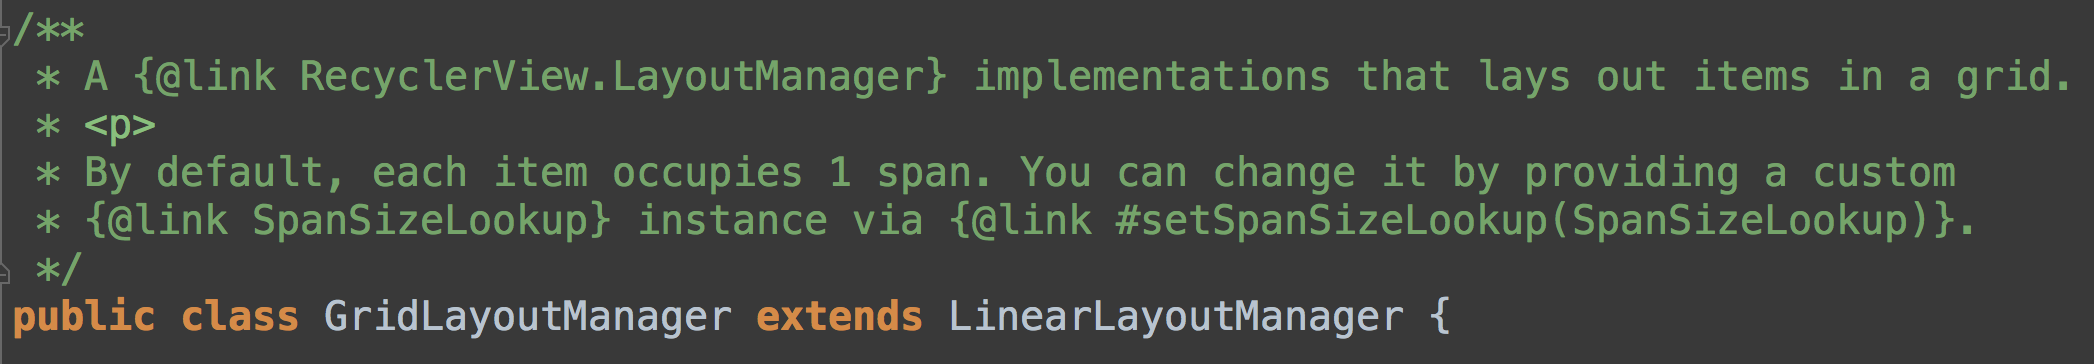 /**
 * A {@link RecyclerView.LayoutManager} implementations that lays out items in a grid.
 * <p>
 * By default, each item occupies 1 span. You can change it by providing a custom
 * {@link SpanSizeLookup} instance via {@link #setSpanSizeLookup(SpanSizeLookup)}.
 */
public class GridLayoutManager extends LinearLayoutManager {